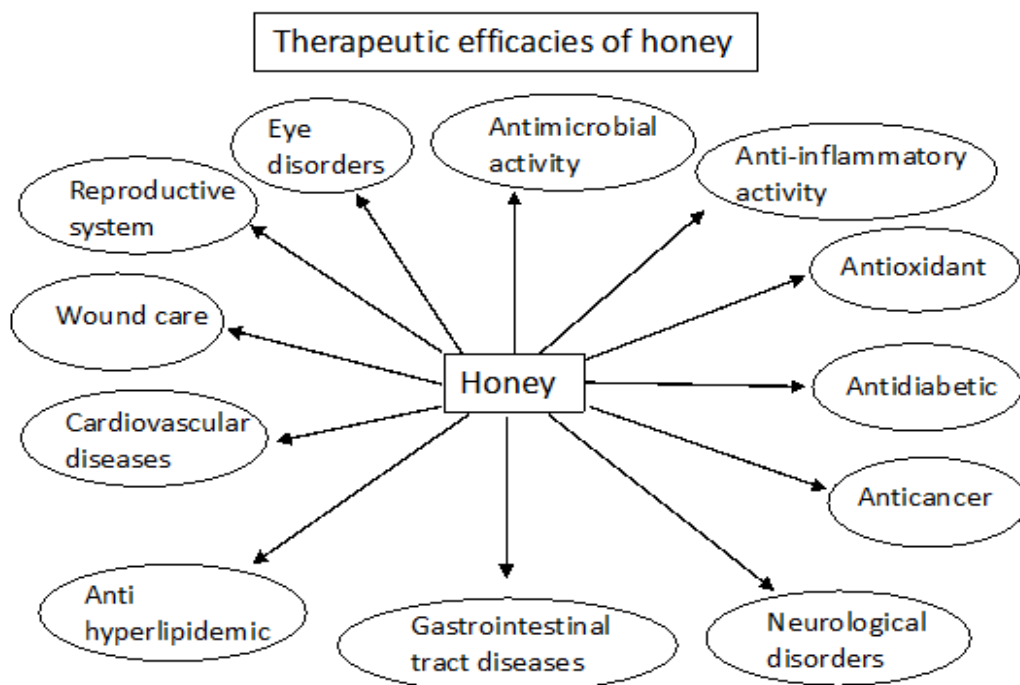 Therapeutic efficacies of honey
Eye
disorders
Antimicrobial
activity
Anti-inflammatory
activity
Reproductive
system
Antioxidant
Wound care
Honey
Antidiabetic
Cardiovascular
diseases
Anticancer
Anti
hyperlipidemic
Gastrointestinal
tract diseases
Neurological
disorders